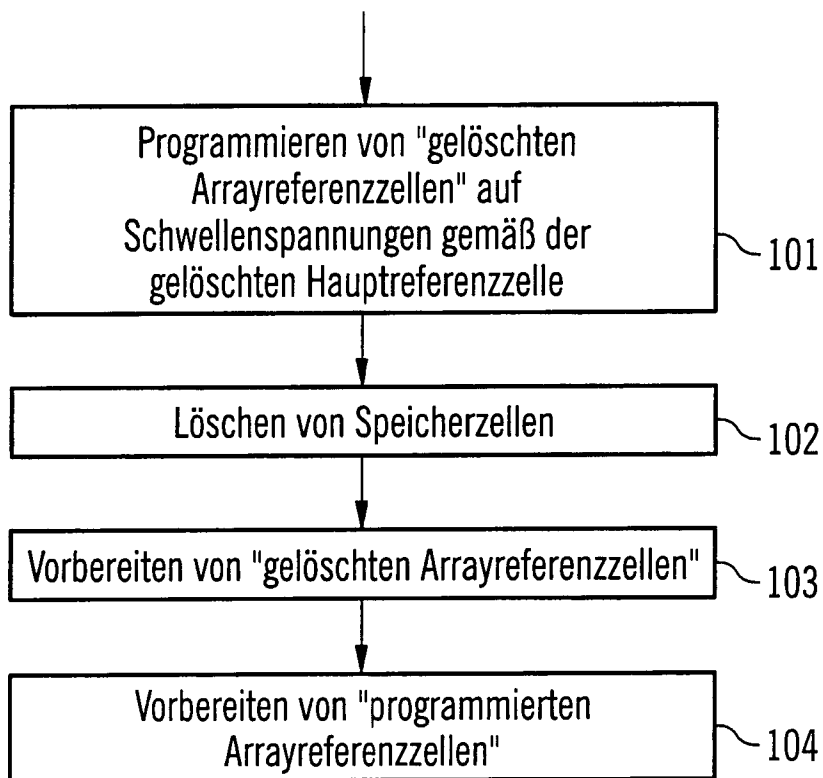 Programmieren von "gelöschten
Arrayreferenzzellen" auf
Schwellenspannungen gemäß der
gelöschten Hauptreferenzzelle
101
Löschen von Speicherzellen
102
Vorbereiten von "gelöschten Arrayreferenzzellen"
103
Vorbereiten von "programmierten
Arrayreferenzzellen"
104